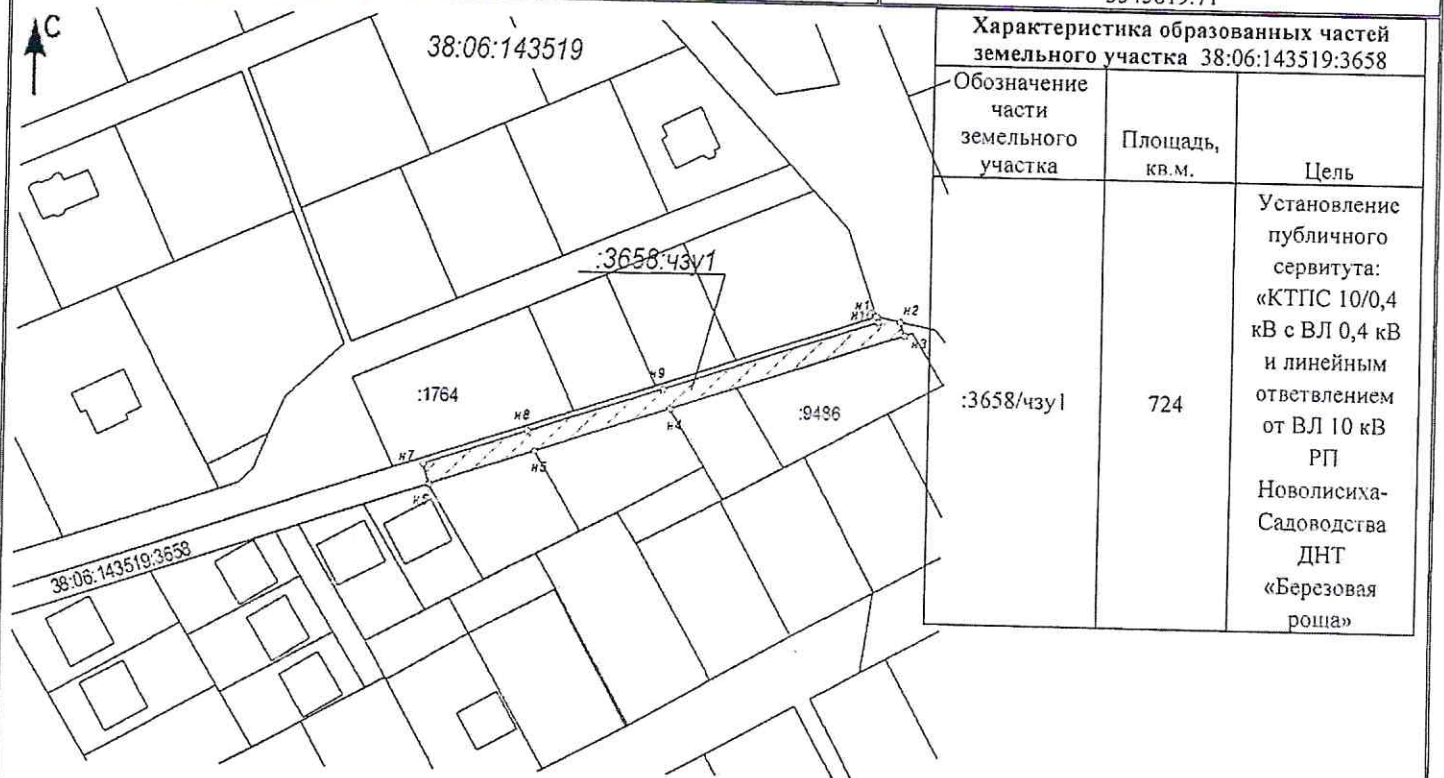 3343819.71
С
38:06:143519
Характеристика образованных частей
земельного участка 38:06:143519:3658
Обозначение
части
земельного
участка
Площадь,
кв.м.
Цель
:3658/чзу1
724
Установление
публичного
сервитута:
«КТПС 10/0,4
кВ с ВЛ 0,4 кВ
и линейным
ответвлением
от ВЛ 10 кВ
РП
Новолисиха-
Садоводства
ДНТ
«Березовая
роща»
:3658:чзу1
н1
н10
н2
н3
н9
:1764
н8
н4
:9486
н7
н5
н6
38:06:143519:3658